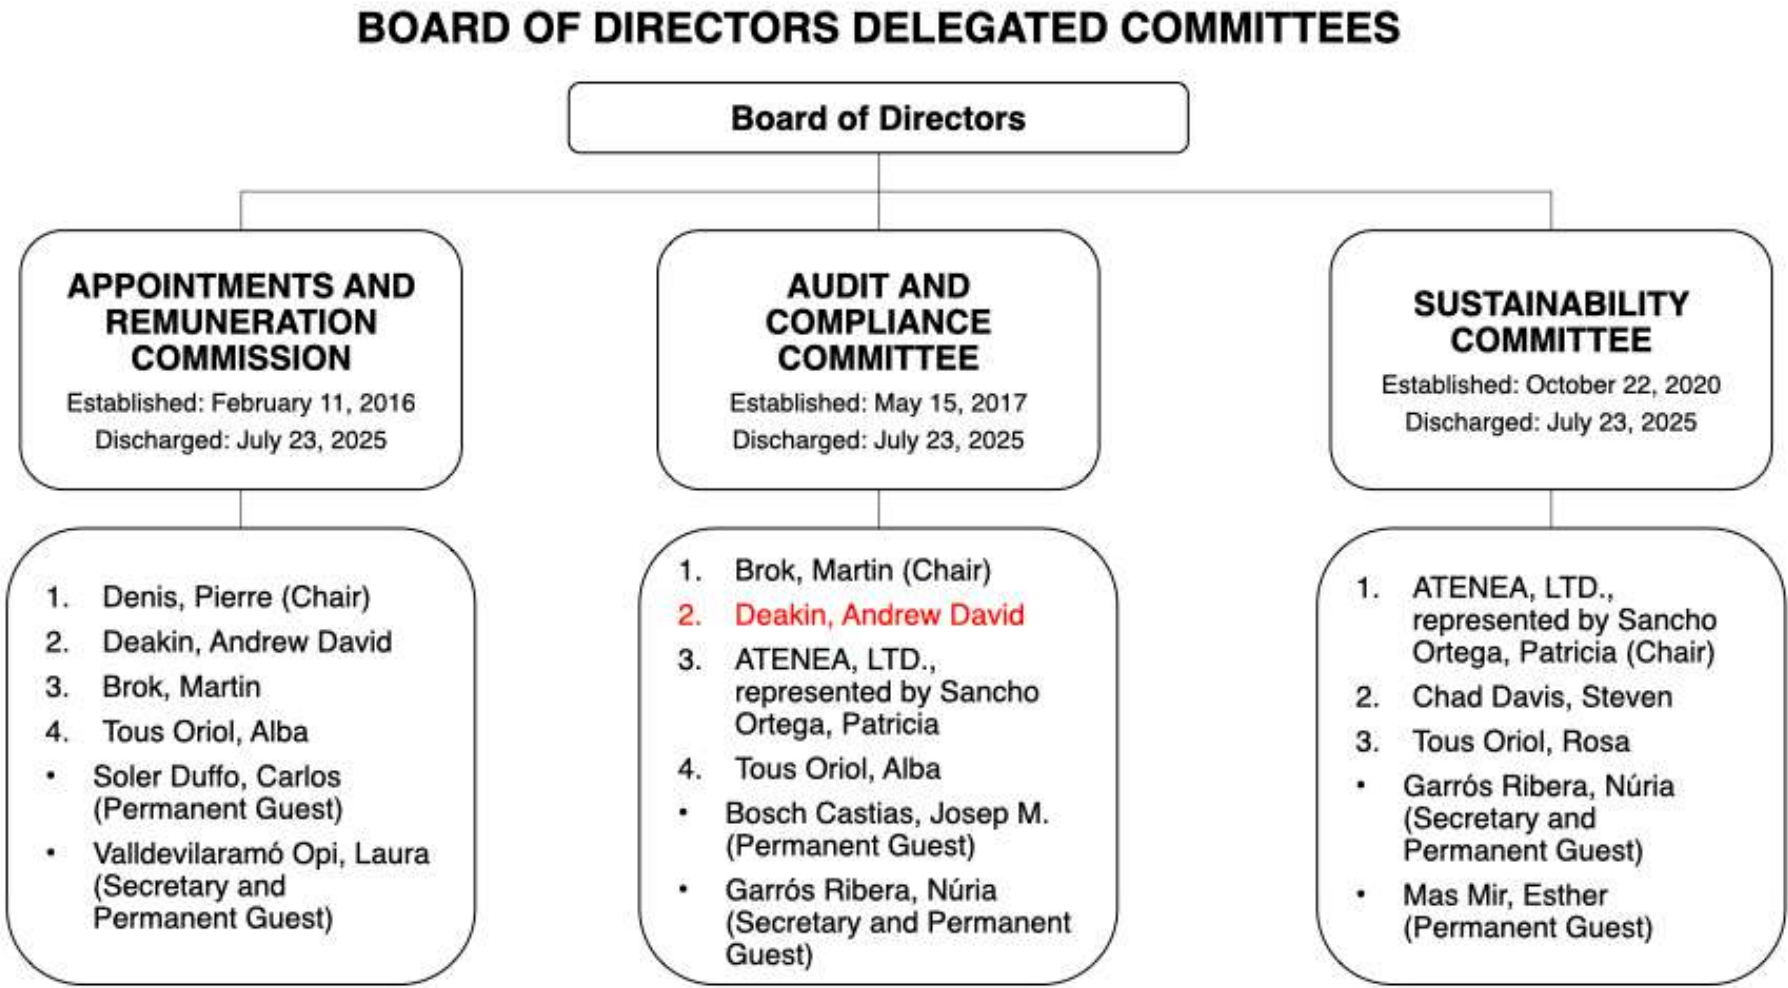 BOARD OF DIRECTORS DELEGATED COMMITTEES
Board of Directors
APPOINTMENTS AND
REMUNERATION
COMMISSION
Established: February 11, 2016
Discharged: July 23, 2025
1. Denis, Pierre (Chair)
2. Deakin, Andrew David
3. Brok, Martin
4. Tous Oriol, Alba
• Soler Duffo, Carlos
(Permanent Guest)
• Valldevilaramó Opi, Laura
(Secretary and
Permanent Guest)
AUDIT AND
COMPLIANCE
COMMITTEE
Established: May 15, 2017
Discharged: July 23, 2025
1. Brok, Martin (Chair)
2. Deakin, Andrew David
3. ATENEA, LTD.,
represented by Sancho
Ortega, Patricia
4. Tous Oriol, Alba
• Bosch Castias, Josep M.
(Permanent Guest)
• Garrós Ribera, Núria
(Secretary and Permanent
Guest)
SUSTAINABILITY
COMMITTEE
Established: October 22, 2020
Discharged: July 23, 2025
1. ATENEA, LTD.,
represented by Sancho
Ortega, Patricia (Chair)
2. Chad Davis, Steven
3. Tous Oriol, Rosa
• Garrós Ribera, Núria
(Secretary and
Permanent Guest)
• Mas Mir, Esther
(Permanent Guest)